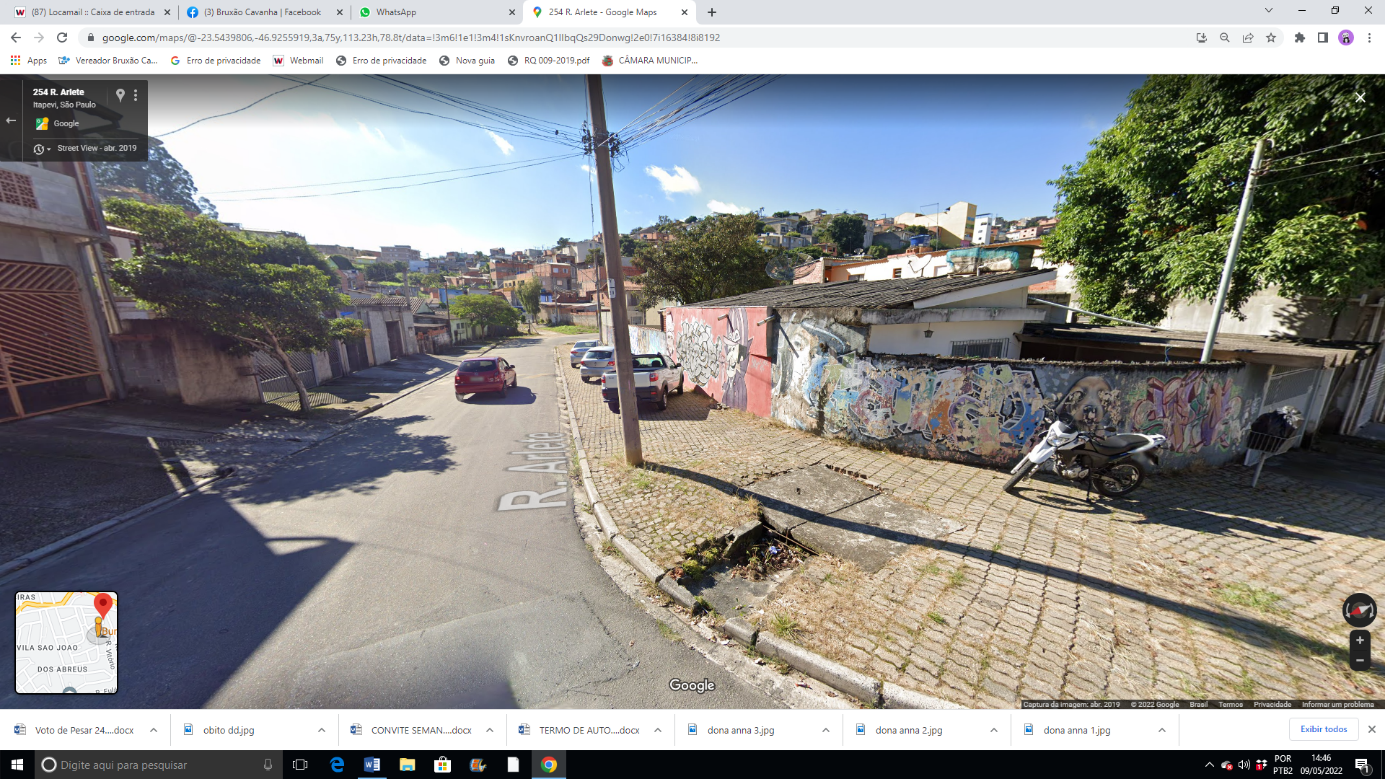 (87) Locamail :: Caixa de entrada
(3) Bruxão Cavanha | Facebook
WhatsApp
254 R. Arlete - Google Maps
google.com/maps/@-23.5439806,-46.9255919,3a,75y,113.23h,78.8t/data=!3m6!1e1!3m4!1sKnvroanQ1IIbqQs29Donwg!2e0!7i16384!8i8192
Apps
Vereador Bruxão Ca...
Erro de privacidade
Webmail
Erro de privacidade
Nova guia
RQ 009-2019.pdf
CÂMARA MUNICIP...
254 R. Arlete
Itapevi, São Paulo
Google
Street View - abr. 2019
R. Arlete
IRAS
Bur
VILA SAO JOAO
DOS ABREUS
Google
Captura da imagem: abr. 2019 © 2022 Google Brasil Termos Privacidade Informar um problema
Voto de Pesar 24....docx
obito dd.jpg
CONVITE SEMAN....docx
TERMO DE AUTO....docx
dona anna 3.jpg
dona anna 2.jpg
dona anna 1.jpg
Exibir todos
Digite aqui para pesquisar
POR
PTB2
14:46
09/05/2022
1